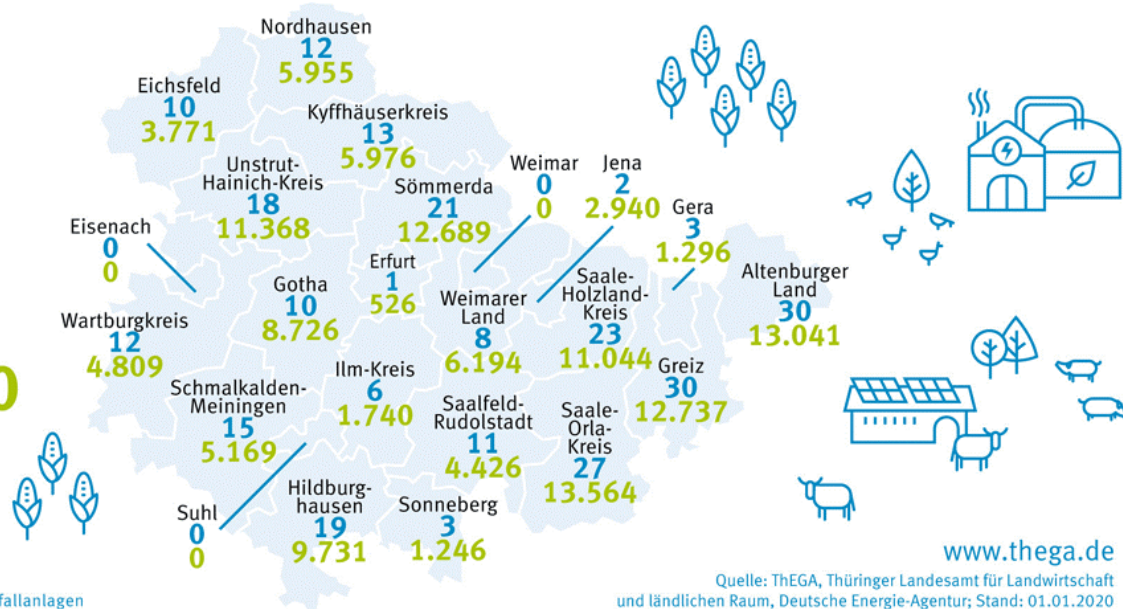 Nordhausen
12
5.955
Eichsfeld
10
3.771
Kyffhäuserkreis
13
5.976
Unstrut-
Hainich-Kreis
18
11.368
Sömmerda
21
12.689
Weimar
0
0
Jena
2
2.940
Gera
3
1.296
Eisenach
0
0
Gotha
10
8.726
Erfurt
1
526
Weimarer
Land
8
6.194
Saale-
Holzland-
Kreis
23
11.044
Altenburger
Land
30
13.041
Wartburgkreis
12
4.809
0
Schmalkalden-
Meiningen
15
5.169
Ilm-Kreis
6
1.740
Saalfeld-
Rudolstadt
11
4.426
Saale-
Orla-
Kreis
27
13.564
Greiz
30
12.737
Suhl
0
0
Hildburg-
hausen
19
9.731
Sonneberg
3
1.246
www.thega.de
Quelle: ThEGA, Thüringer Landesamt für Landwirtschaft
und ländlichen Raum, Deutsche Energie-Agentur; Stand: 01.01.2020
fallanlagen